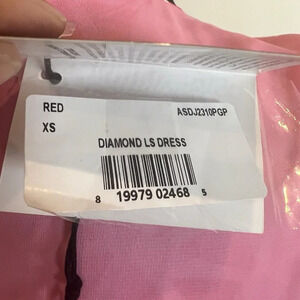 RED ASDJ2310PGP
XS
DIAMOND LS DRESS
8 19979 02468 5